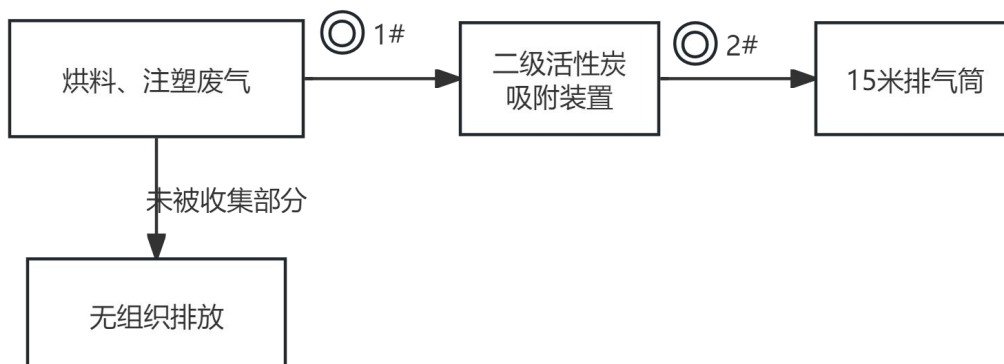 烘料、注塑废气
1#
二级活性炭
吸附装置
2#
15米排气筒
未被收集部分
无组织排放